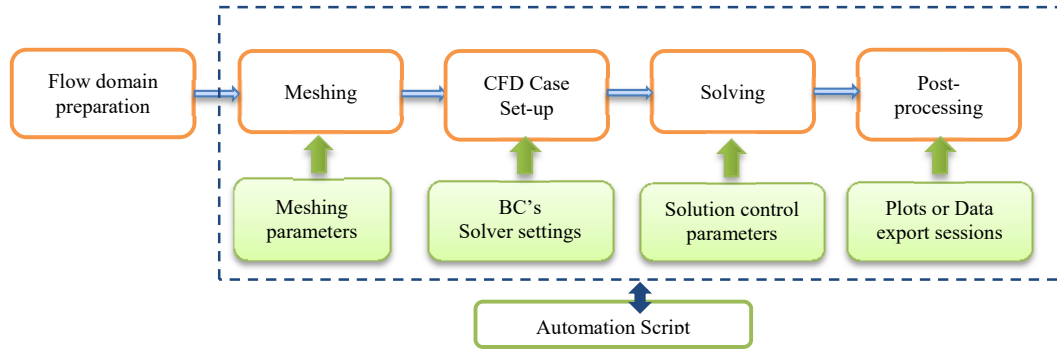 Flow domain
preparation
Meshing
CFD Case
Set-up
Solving
Post-
processing
Meshing
parameters
BC’s
Solver settings
Solution control
parameters
Plots or Data
export sessions
Automation Script